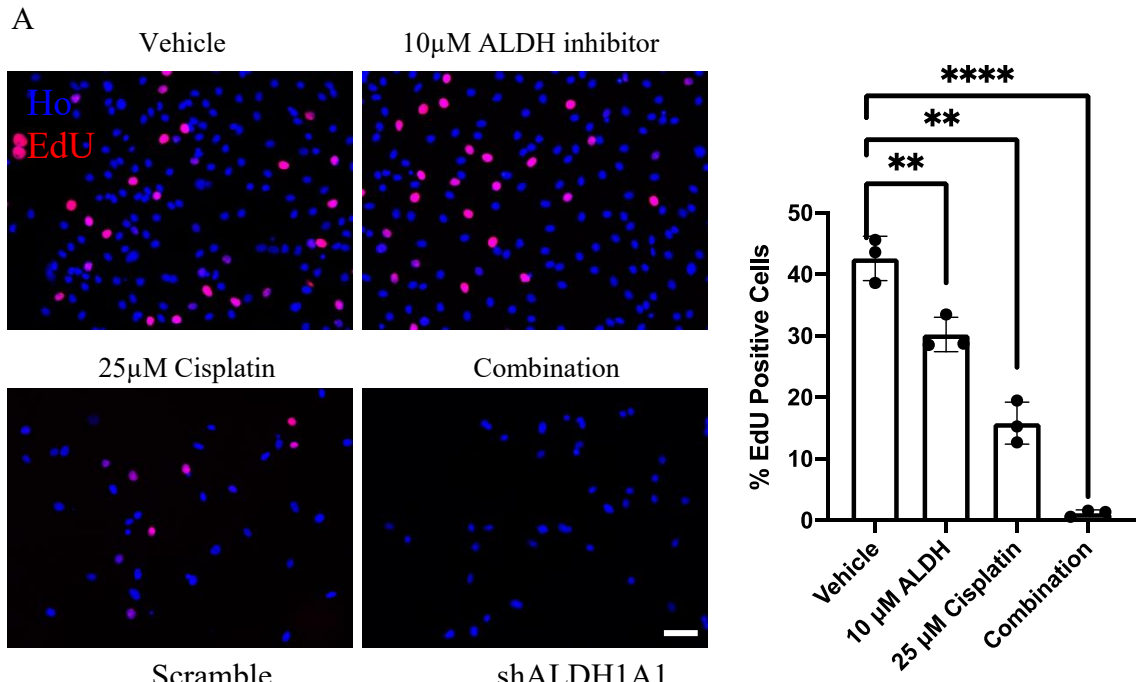 A
Vehicle
10μM ALDH inhibitor
Ho
EdU
25μM Cisplatin
Combination
Scramble
shALDH1A1
****
**
**
% EdU Positive Cells
50
40
30
20
10
0
Vehicle
10 μM ALDH
25 μM Cisplatin
Combination